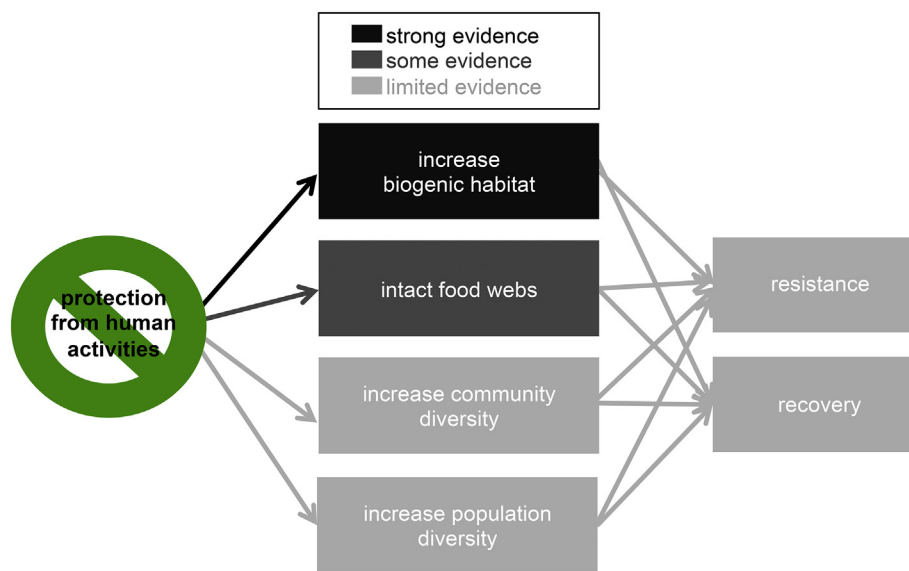 strong evidence
some evidence
limited evidence
increase
biogenic habitat
protection
from human
activities
intact food webs
resistance
increase community
diversity
recovery
increase population
diversity